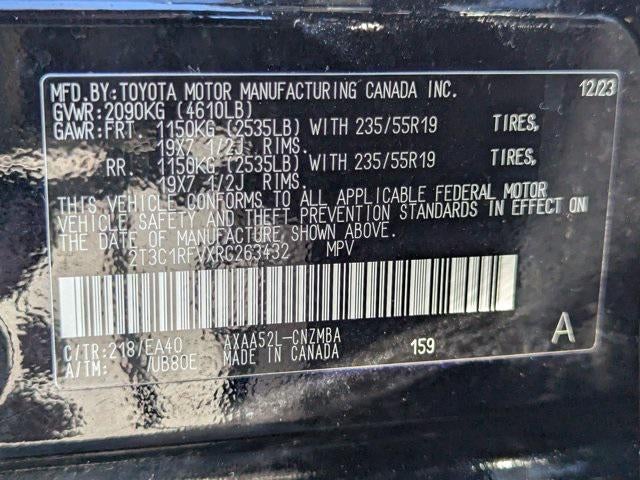 MFD.BY:TOYOTA MOTOR MANUFACTURING CANADA INC. 12/23
GVWR:2090KG (4610LB)
GAWR:FRT 1150KG (2535LB) WITH 235/55R19 TIRES,
19X7 1/2J RIMS.
RR 1150KG (2535LB) WITH 235/55R19 TIRES,
19X7 1/2J RIMS.
THIS VEHICLE CONFORMS TO ALL APPLICABLE FEDERAL MOTOR
VEHICLE SAFETY AND THEFT PREVENTION STANDARDS IN EFFECT ON
THE DATE OF MANUFACTURE SHOWN ABOVE.
2T3C1RFVXRC263432 MPV
C/TR:218/EA40 AXAA52L-CNZMBA A
A/TM: /UB80E MADE IN CANADA 159